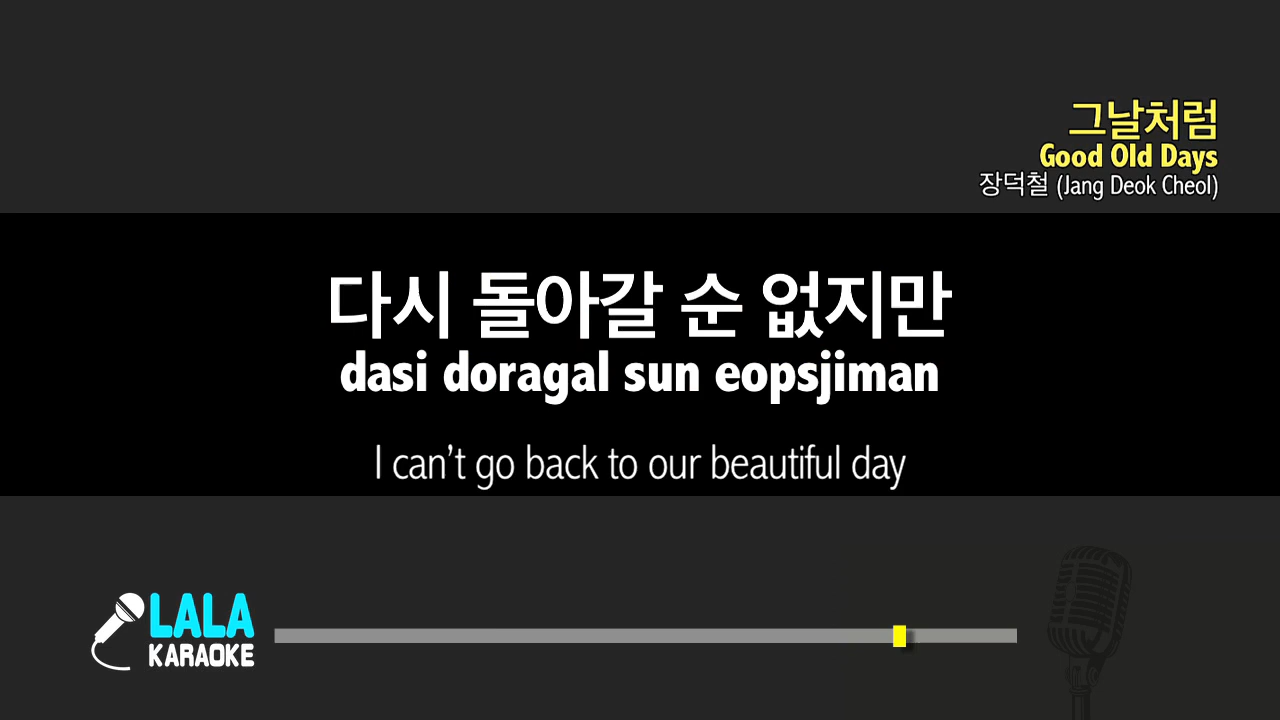 그날처럼
Good Old Days
장덕철 (Jang Deok Cheol)
다시 돌아갈 순 없지만
dasi doragal sun eopsjiman
I can't go back to our beautiful day
LALA
KARAOKE